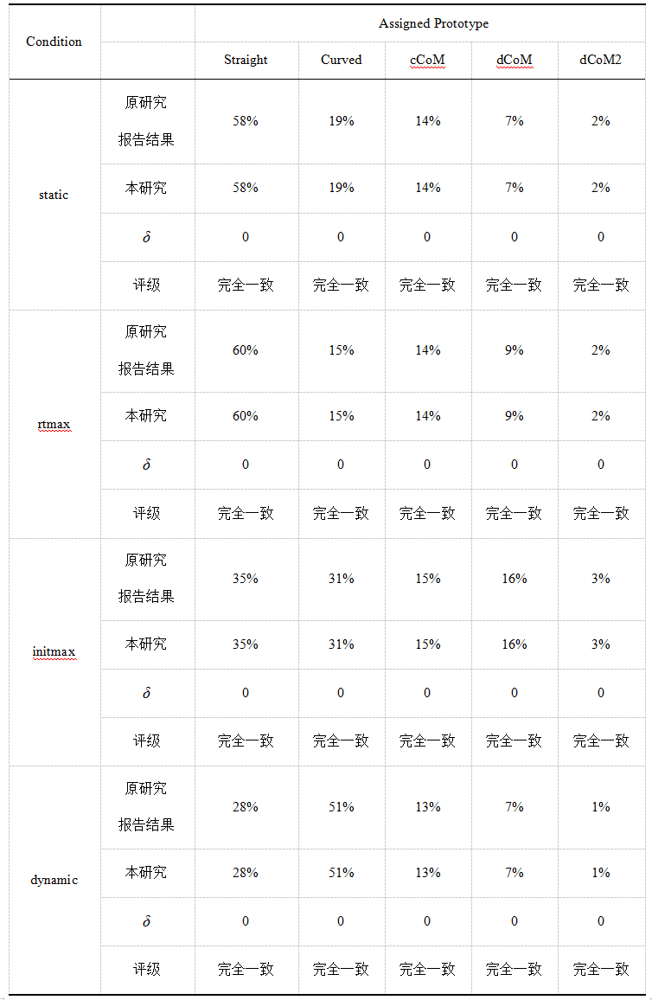 Condition Assigned Prototype
Straight Curved cCoM dCoM dCoM2
static
原研究
报告结果 58% 19% 14% 7% 2%
本研究 58% 19% 14% 7% 2%
δ 0 0 0 0 0
评级 完全一致 完全一致 完全一致 完全一致 完全一致
rtmax
原研究
报告结果 60% 15% 14% 9% 2%
本研究 60% 15% 14% 9% 2%
δ 0 0 0 0 0
评级 完全一致 完全一致 完全一致 完全一致 完全一致
initmax
原研究
报告结果 35% 31% 15% 16% 3%
本研究 35% 31% 15% 16% 3%
δ 0 0 0 0 0
评级 完全一致 完全一致 完全一致 完全一致 完全一致
dynamic
原研究
报告结果 28% 51% 13% 7% 1%
本研究 28% 51% 13% 7% 1%
δ 0 0 0 0 0
评级 完全一致 完全一致 完全一致 完全一致 完全一致